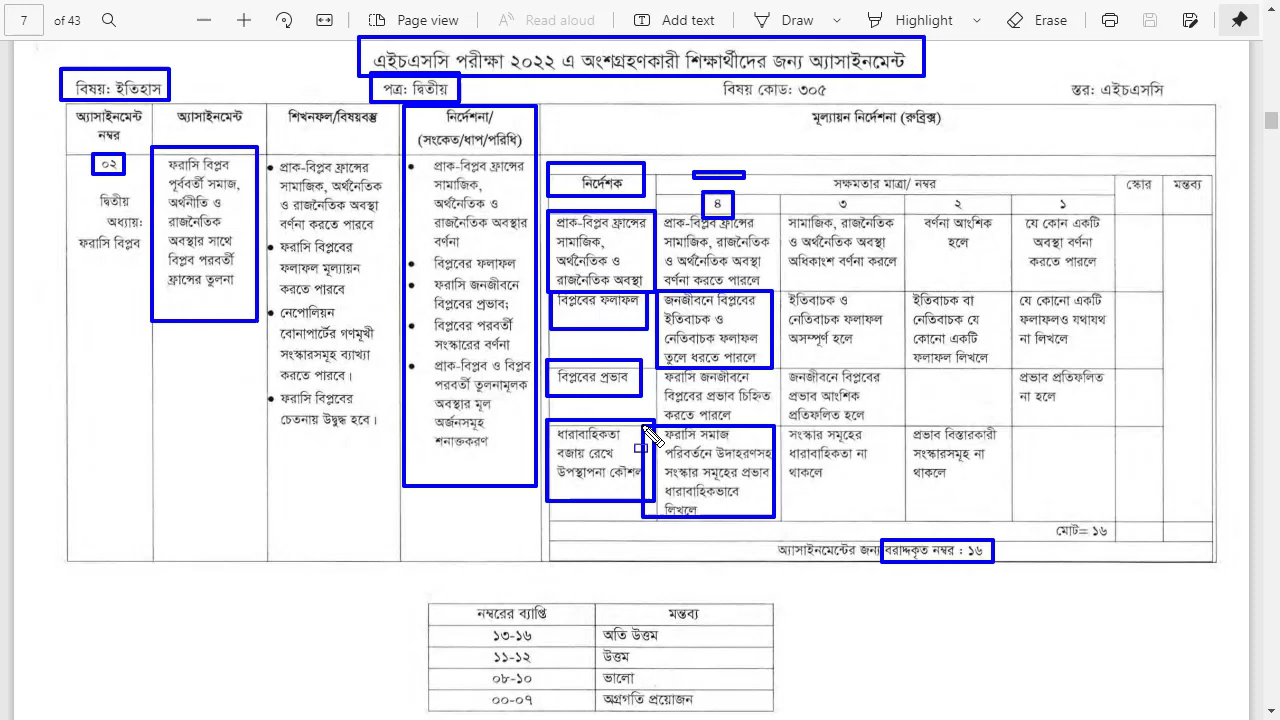 7 of 43 Page view Read aloud Add text Draw Highlight Erase
এইচএসসি পরীক্ষা ২০২২ এ অংশগ্রহণকারী শিক্ষার্থীদের জন্য অ্যাসাইনমেন্ট
বিষয়: ইতিহাস পত্র: দ্বিতীয় বিষয় কোড: ৩০৫ স্তর: এইচএসসি
অ্যাসাইনমেন্ট
নম্বর
অ্যাসাইনমেন্ট
শিখনফল/বিষয়বস্তু
নির্দেশনা/
(সংকেত/ধাপ/পরিধি)
মূল্যায়ন নির্দেশনা (রুব্রিক্স)
০২
দ্বিতীয়
অধ্যায়:
ফরাসি বিপ্লব
ফরাসি বিপ্লব
পূর্ববর্তী সমাজ,
অর্থনীতি ও
রাজনৈতিক
অবস্থার সাথে
বিপ্লব পরবর্তী
ফ্রান্সের তুলনা
• প্রাক-বিপ্লব ফ্রান্সের
সামাজিক, অর্থনৈতিক
ও রাজনৈতিক অবস্থা
বর্ণনা করতে পারবে
• ফরাসি বিপ্লবের
ফলাফল মূল্যায়ন
করতে পারবে
• নেপোলিয়ন
বোনাপার্টের গণমূখী
সংস্কারসমূহ ব্যাখ্যা
করতে পারবে।
• ফরাসি বিপ্লবের
চেতনায় উদ্বুদ্ধ হবে।
• প্রাক-বিপ্লব ফ্রান্সের
সামাজিক,
অর্থনৈতিক ও
রাজনৈতিক অবস্থার
বর্ণনা
• বিপ্লবের ফলাফল
• ফরাসি জনজীবনে
বিপ্লবের প্রভাব;
• বিপ্লবের পরবর্তী
সংস্কারের বর্ণনা
• প্রাক-বিপ্লব ও বিপ্লব
পরবর্তী তুলনামূলক
অবস্থার মূল
অর্জনসমূহ
শনাক্তকরণ
নির্দেশক
সক্ষমতার মাত্রা/ নম্বর
স্কোর
মন্তব্য
৪ ৩ ২ ১
প্রাক-বিপ্লব ফ্রান্সের
সামাজিক,
অর্থনৈতিক ও
রাজনৈতিক অবস্থা
প্রাক-বিপ্লব ফ্রান্সের
সামাজিক, রাজনৈতিক
ও অর্থনৈতিক অবস্থা
বর্ণনা করতে পারলে
সামাজিক, রাজনৈতিক
ও অর্থনৈতিক অবস্থা
অধিকাংশ বর্ণনা করলে
বর্ণনা আংশিক
হলে
যে কোন একটি
অবস্থা বর্ণনা
করতে পারলে
বিপ্লবের ফলাফল
জনজীবনে বিপ্লবের
ইতিবাচক ও
নেতিবাচক ফলাফল
তুলে ধরতে পারলে
ইতিবাচক ও
নেতিবাচক ফলাফল
অসম্পূর্ণ হলে
ইতিবাচক বা
নেতিবাচক যে
কোনো একটি
ফলাফল লিখলে
যে কোনো একটি
ফলাফলও যথাযথ
না লিখলে
বিপ্লবের প্রভাব
ফরাসি জনজীবনে
বিপ্লবের প্রভাব চিহ্নিত
করতে পারলে
জনজীবনে বিপ্লবের
প্রভাব আংশিক
প্রতিফলিত হলে
প্রভাব প্রতিফলিত
না হলে
ধারাবাহিকতা
বজায় রেখে
উপস্থাপনা কৌশল
ফরাসি সমাজ
পরিবর্তনে উদাহরণসহ
সংস্কার সমূহের প্রভাব
ধারাবাহিকভাবে
লিখলে
সংস্কার সমূহের
ধারাবাহিকতা না
থাকলে
প্রভাব বিস্তারকারী
সংস্কারসমূহ না
থাকলে
মোট= ১৬
অ্যাসাইনমেন্টের জন্য বরাদ্দকৃত নম্বর : ১৬
নম্বরের ব্যাপ্তি মন্তব্য
১৩-১৬ অতি উত্তম
১১-১২ উত্তম
০৮-১০ ভালো
০০-০৭ অগ্রগতি প্রয়োজন